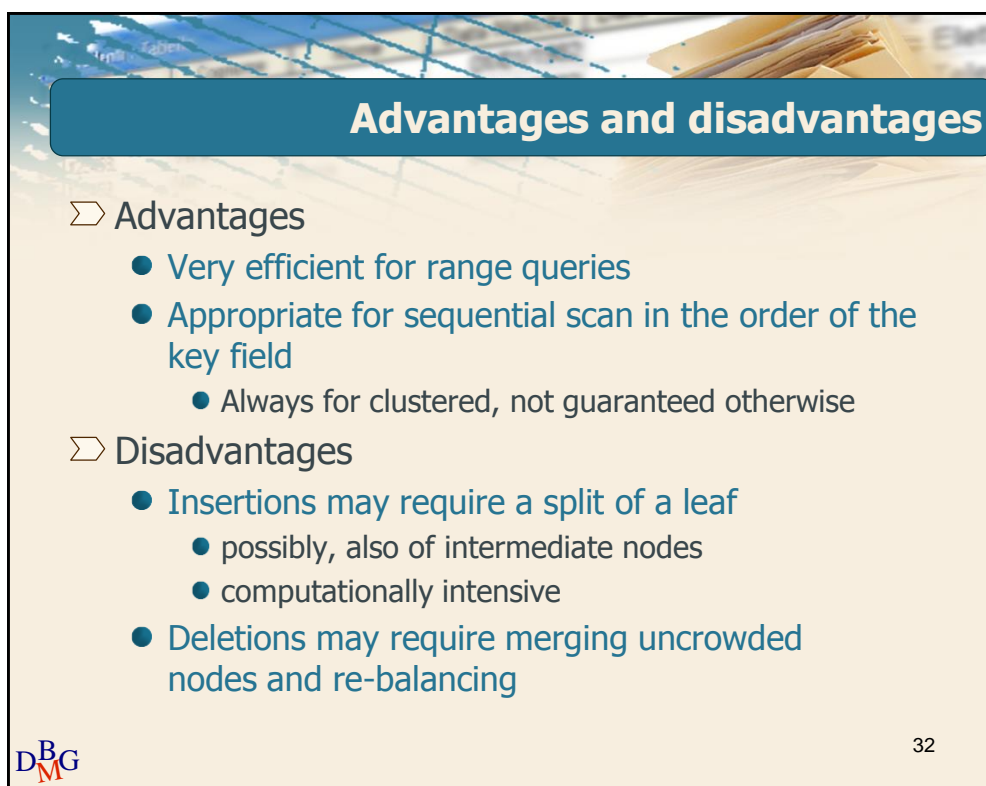 Advantages and disadvantages
Advantages
Very efficient for range queries
Appropriate for sequential scan in the order of the
key field
Always for clustered, not guaranteed otherwise
Disadvantages
Insertions may require a split of a leaf
possibly, also of intermediate nodes
computationally intensive
Deletions may require merging uncrowded
nodes and re-balancing
DBMG
32